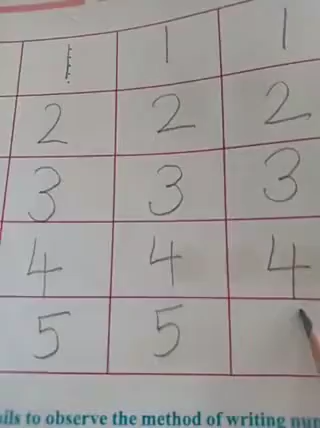 1 1 1
2 2 2
3 3 3
4 4 4
5 5
ils to observe the method of writing nu